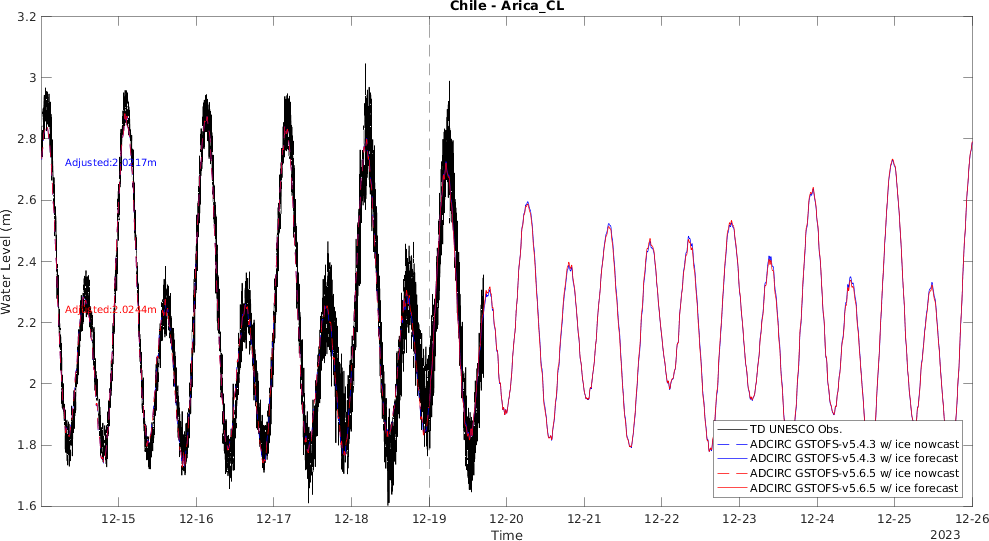 Chile - Arica_CL
3.2
3
2.8
2.6
2.4
2.2
2
1.8
1.6
Water Level (m)
Adjusted:2.0217m
Adjusted:2.0244m
TD UNESCO Obs.
ADCIRC GSTOFS-v5.4.3 w/ ice nowcast
ADCIRC GSTOFS-v5.4.3 w/ ice forecast
ADCIRC GSTOFS-v5.6.5 w/ ice nowcast
ADCIRC GSTOFS-v5.6.5 w/ ice forecast
12-15 12-16 12-17 12-18 12-19 12-20 12-21 12-22 12-23 12-24 12-25 12-26
Time
2023